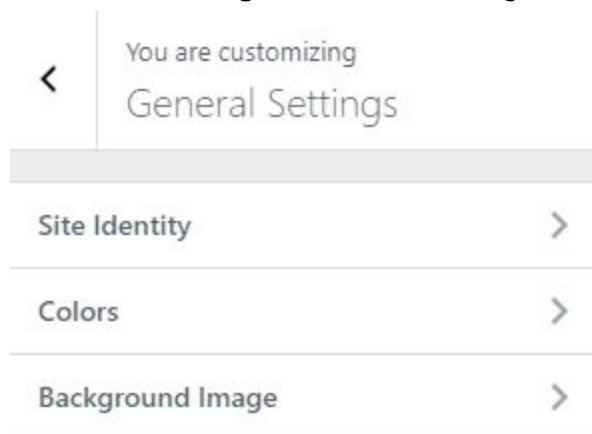 You are customizing
General Settings
Site Identity
Colors
Background Image